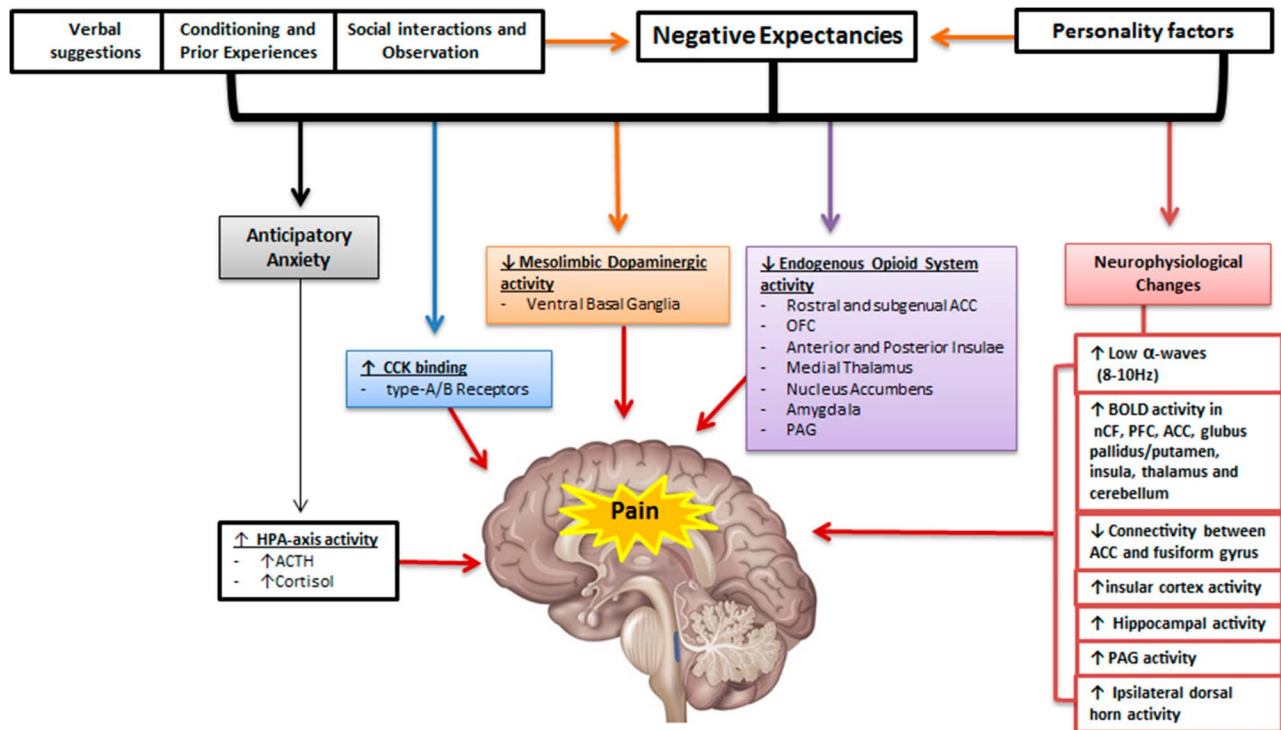 Verbal
suggestions
Conditioning and
Prior Experiences
Social interactions and
Observation
Negative Expectancies
Personality factors
Anticipatory
Anxiety
↓ Mesolimbic Dopaminergic
activity
- Ventral Basal Ganglia
↓ Endogenous Opioid System
activity
- Rostral and subgenual ACC
- OFC
- Anterior and Posterior Insulae
- Medial Thalamus
- Nucleus Accumbens
- Amygdala
- PAG
Neurophysiological
Changes
↑ CCK binding
- type-A/B Receptors
↑ Low α-waves
(8-10Hz)
↑ BOLD activity in
nCF, PFC, ACC, glubus
pallidus/putamen,
insula, thalamus and
cerebellum
↓ Connectivity between
ACC and fusiform gyrus
↑insular cortex activity
↑ Hippocampal activity
↑ PAG activity
↑ Ipsilateral dorsal
horn activity
Pain
↑ HPA-axis activity
- ↑ACTH
- ↑Cortisol